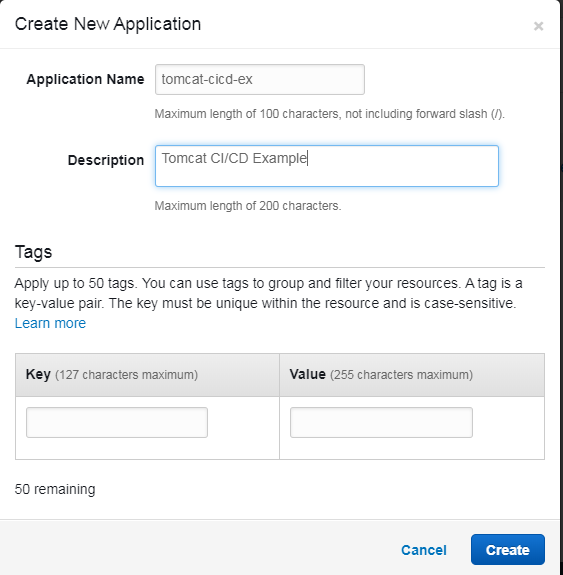 Create New Application
×
Application Name tomcat-cicd-ex
Maximum length of 100 characters, not including forward slash (/).
Description Tomcat CI/CD Example
Maximum length of 200 characters.
Tags
Apply up to 50 tags. You can use tags to group and filter your resources. A tag is a
key-value pair. The key must be unique within the resource and is case-sensitive.
Learn more
Key (127 characters maximum) Value (255 characters maximum)
50 remaining
Cancel Create